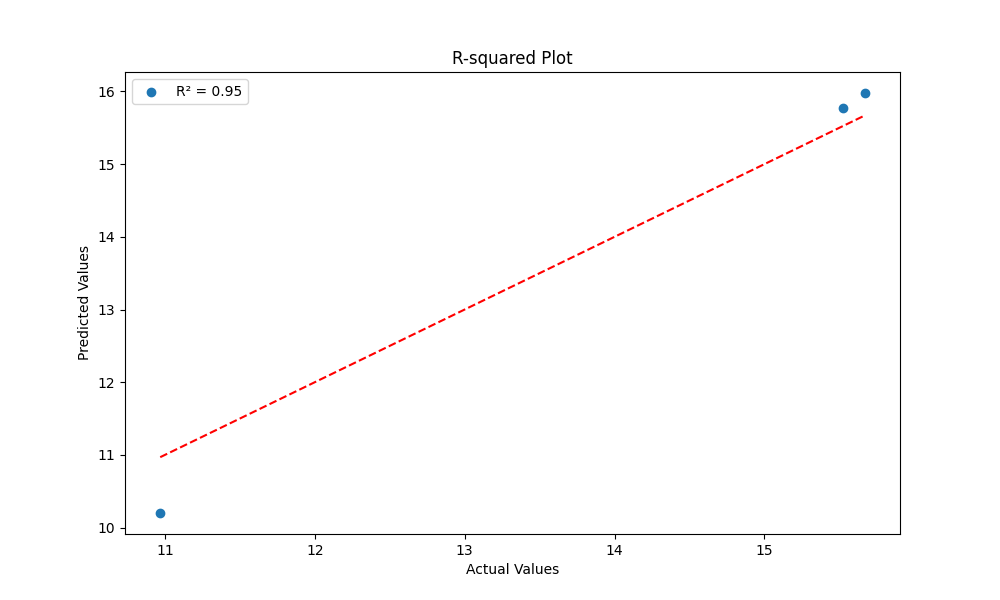 R-squared Plot
R² = 0.95
16
15
14
13
12
11
10
Predicted Values
11 12 13 14 15
Actual Values